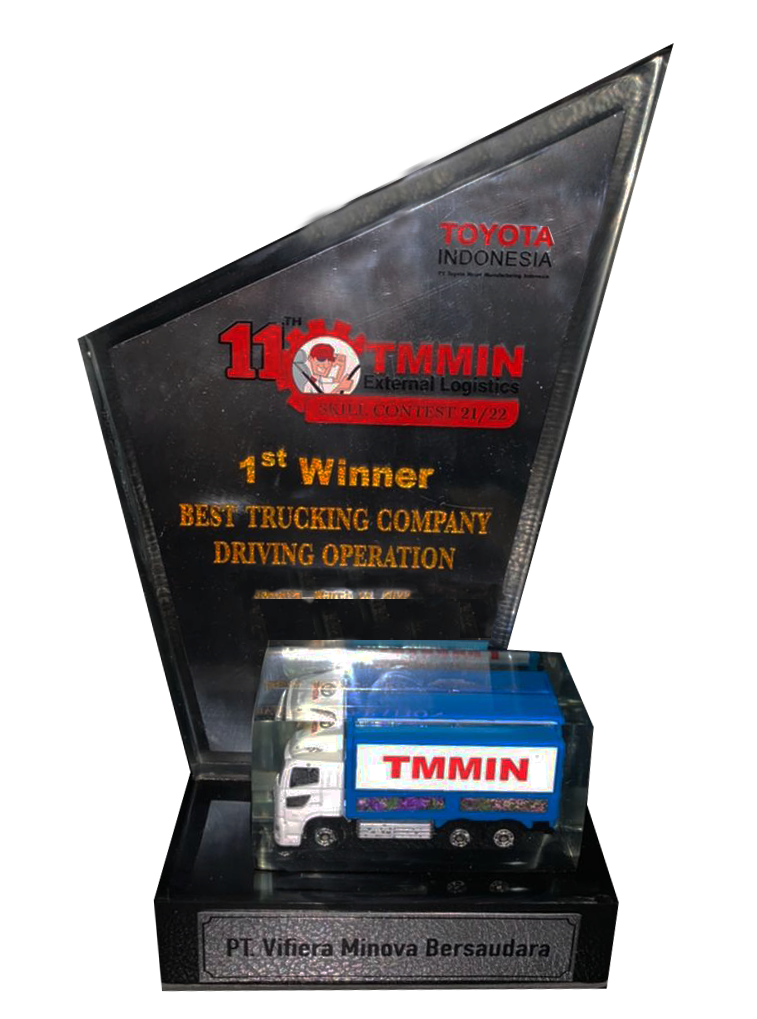 TOYOTA
INDONESIA
11TH TMMIN
External Logistics
SKILL CONTEST 21/22
1st Winner
BEST TRUCKING COMPANY
DRIVING OPERATION
TMMIN
PT. Vifiera Minova Bersaudara